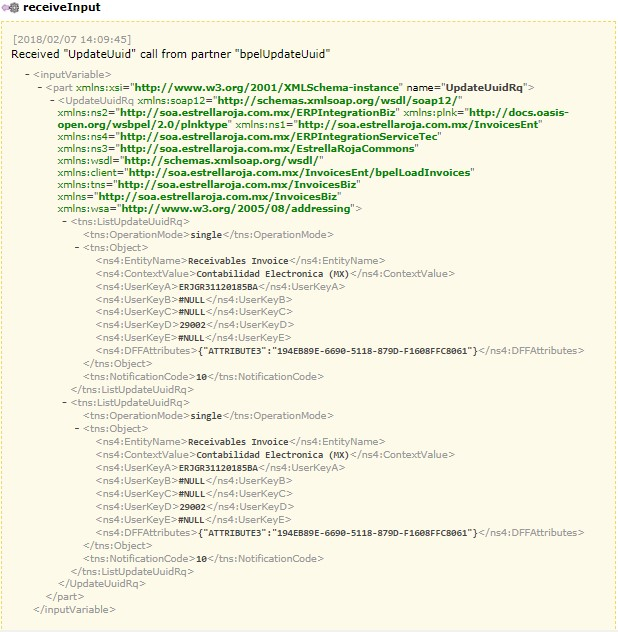 receiveInput
[2018/02/07 14:09:45]
Received "UpdateUuid" call from partner "bpelUpdateUuid"
- <inputVariable>
- <part xmlns:xsi="http://www.w3.org/2001/XMLSchema-instance" name="UpdateUuidRq">
- <UpdateUuidRq xmlns:soap12="http://schemas.xmlsoap.org/wsdl/soap12/"
xmlns:ns2="http://soa.estrellaroja.com.mx/ERPIntegrationBiz" xmlns:plnk="http://docs.oasis-
open.org/wsbpel/2.0/plnktype" xmlns:ns1="http://soa.estrellaroja.com.mx/InvoicesEnt"
xmlns:ns4="http://soa.estrellaroja.com.mx/ERPIntegrationServiceTec"
xmlns:ns3="http://soa.estrellaroja.com.mx/EstrellaRojaCommons"
xmlns:wsdl="http://schemas.xmlsoap.org/wsdl/"
xmlns:client="http://soa.estrellaroja.com.mx/InvoicesEnt/bpelLoadInvoices"
xmlns:tns="http://soa.estrellaroja.com.mx/InvoicesBiz"
xmlns="http://soa.estrellaroja.com.mx/InvoicesBiz"
xmlns:wsa="http://www.w3.org/2005/08/addressing">
- <tns:ListUpdateUuidRq>
<tns:OperationMode>single</tns:OperationMode>
- <tns:Object>
<ns4:EntityName>Receivables Invoice</ns4:EntityName>
<ns4:ContextValue>Contabilidad Electronica (MX)</ns4:ContextValue>
<ns4:UserKeyA>ERJGR31120185BA</ns4:UserKeyA>
<ns4:UserKeyB>#NULL</ns4:UserKeyB>
<ns4:UserKeyC>#NULL</ns4:UserKeyC>
<ns4:UserKeyD>29002</ns4:UserKeyD>
<ns4:UserKeyE>#NULL</ns4:UserKeyE>
<ns4:DFFAttributes>{"ATTRIBUTE3":"194EB89E-6690-5118-879D-F1608FFC8061"}</ns4:DFFAttributes>
</tns:Object>
<tns:NotificationCode>10</tns:NotificationCode>
</tns:ListUpdateUuidRq>
- <tns:ListUpdateUuidRq>
<tns:OperationMode>single</tns:OperationMode>
- <tns:Object>
<ns4:EntityName>Receivables Invoice</ns4:EntityName>
<ns4:ContextValue>Contabilidad Electronica (MX)</ns4:ContextValue>
<ns4:UserKeyA>ERJGR31120185BA</ns4:UserKeyA>
<ns4:UserKeyB>#NULL</ns4:UserKeyB>
<ns4:UserKeyC>#NULL</ns4:UserKeyC>
<ns4:UserKeyD>29002</ns4:UserKeyD>
<ns4:UserKeyE>#NULL</ns4:UserKeyE>
<ns4:DFFAttributes>{"ATTRIBUTE3":"194EB89E-6690-5118-879D-F1608FFC8061"}</ns4:DFFAttributes>
</tns:Object>
<tns:NotificationCode>10</tns:NotificationCode>
</tns:ListUpdateUuidRq>
</UpdateUuidRq>
</part>
</inputVariable>